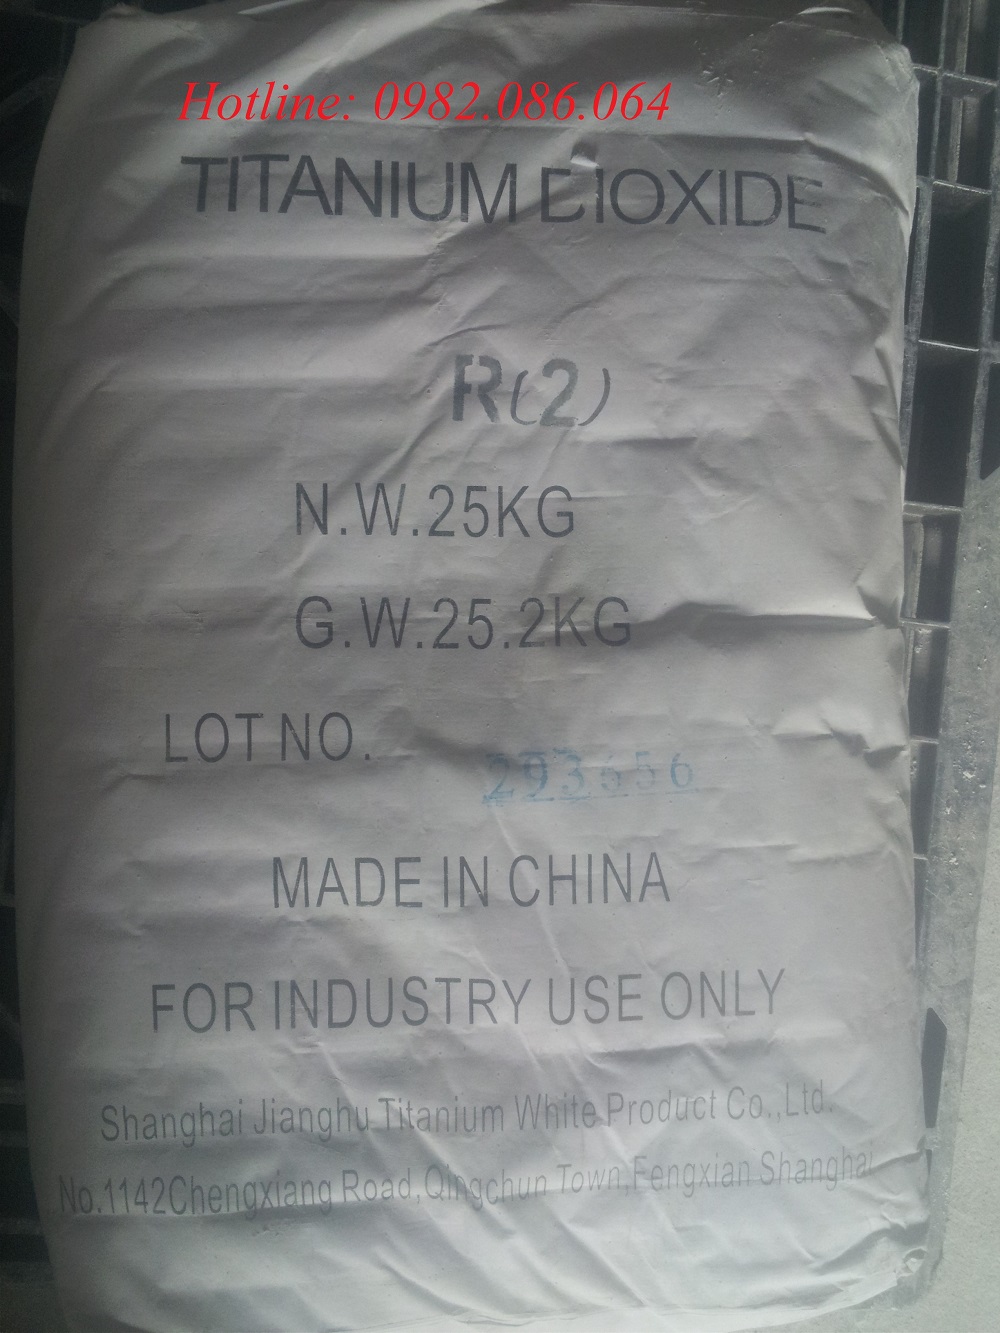 Hotline: 0982.086.064
TITANIUM DIOXIDE
R(2)
N.W.25KG
G.W.25.2KG
LOT NO.
293656
MADE IN CHINA
FOR INDUSTRY USE ONLY
Shanghai Jianghu Titanium White Product Co.,Ltd.
No.1142Chengxiang Road,Qingchun Town,Fengxian Shanghai